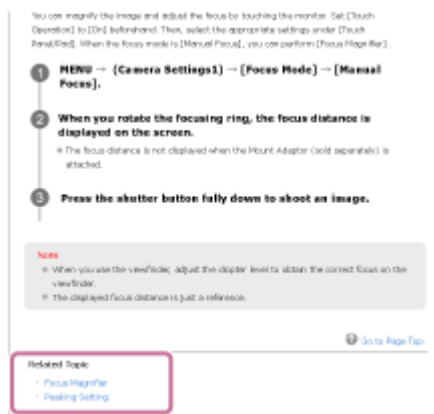 You can magnify the image and adjust the focus by touching the monitor. Set [Touch
Operation] to [On] beforehand. Then, select the appropriate settings under [Touch
Panel/Pad]. When the focus mode is [Manual Focus], you can perform [Focus Magnifier].
1 MENU → (Camera Settings1) → [Focus Mode] → [Manual
Focus].
2 When you rotate the focusing ring, the focus distance is
displayed on the screen.
The focus distance is not displayed when the Mount Adaptor (sold separately) is
attached.
3 Press the shutter button fully down to shoot an image.
Note
When you use the viewfinder, adjust the diopter level to obtain the correct focus on the
viewfinder.
The displayed focus distance is just a reference.
Go to Page Top
Related Topic
Focus Magnifier
Peaking Setting